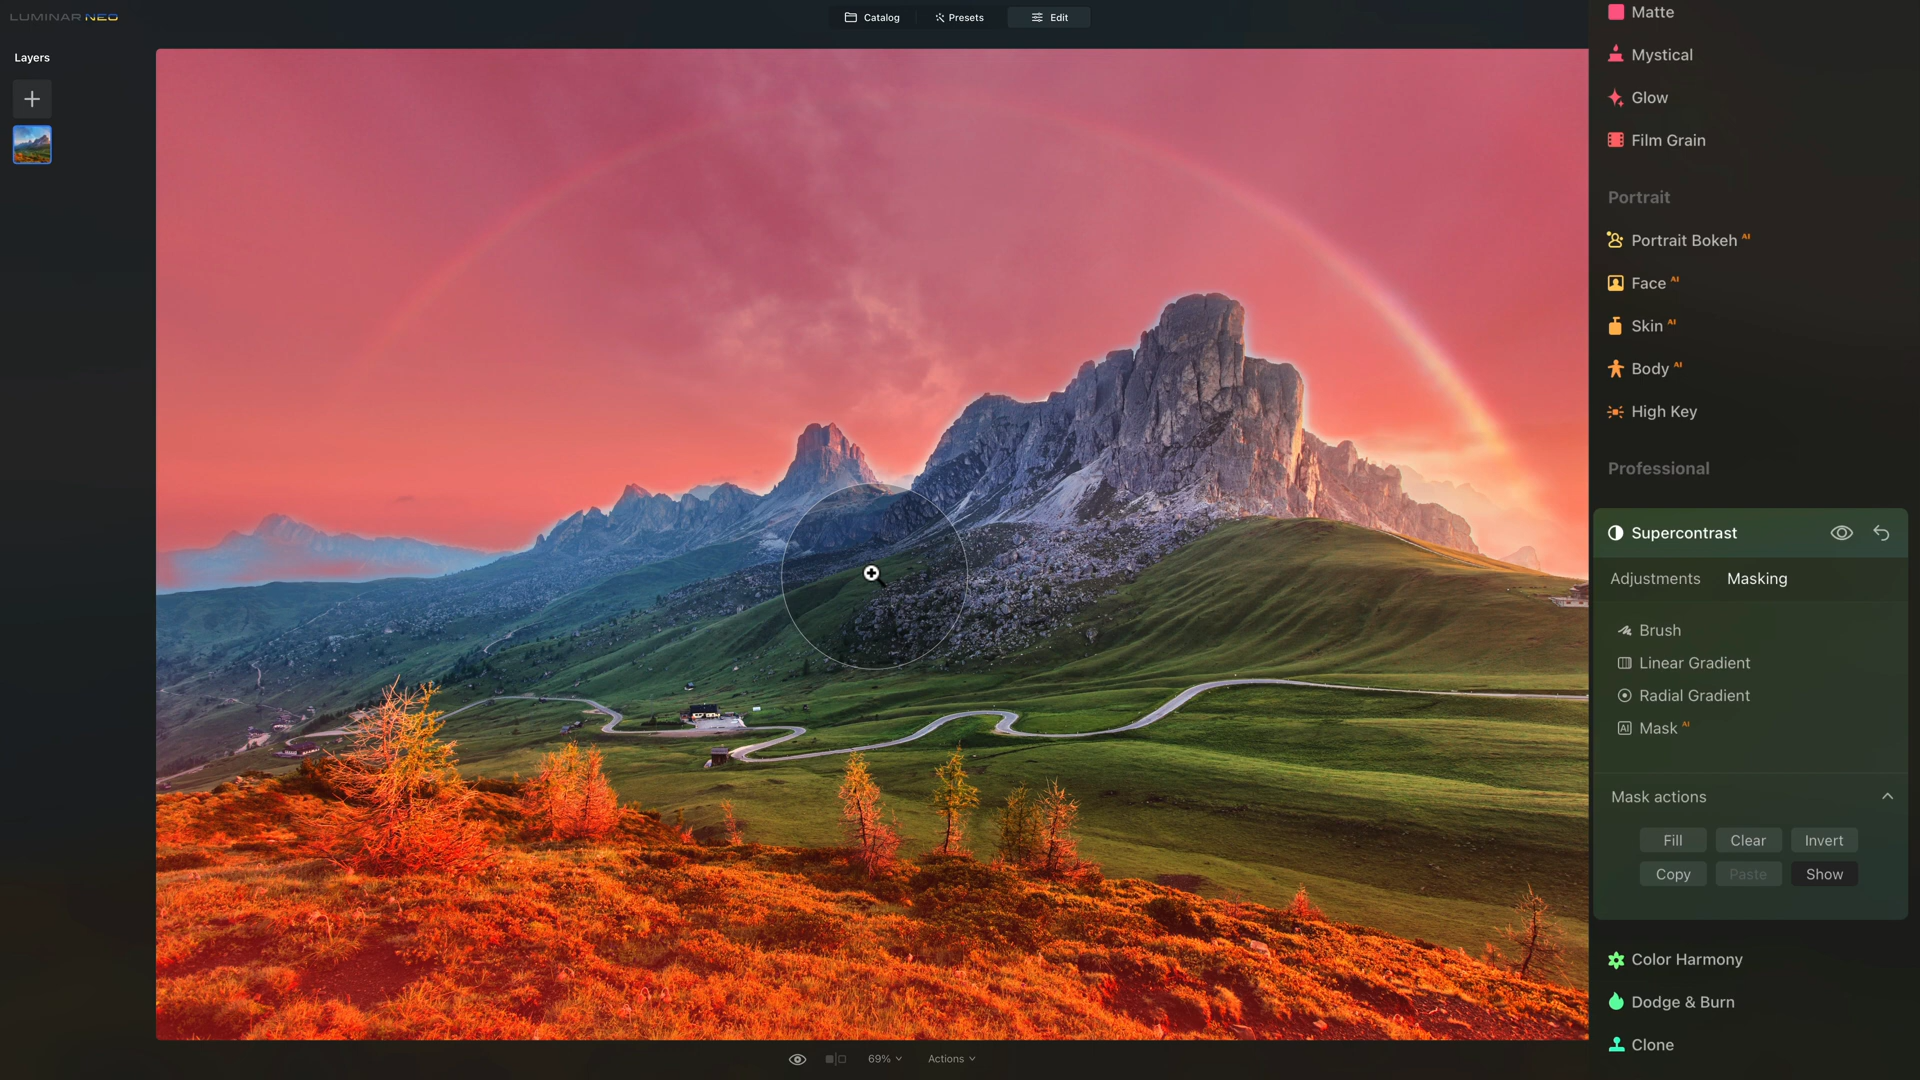 LUMINAR NEO
Catalog
Presets
Edit
Layers
Matte
Mystical
Glow
Film Grain
Portrait
Portrait Bokeh AI
Face AI
Skin AI
Body AI
High Key
Professional
Supercontrast
Adjustments Masking
Brush
Linear Gradient
Radial Gradient
AI Mask AI
Mask actions
Fill Clear Invert
Copy Paste Show
Color Harmony
Dodge & Burn
Clone
69%
Actions